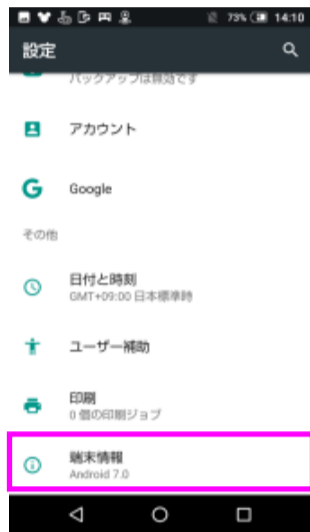 73% 14:10
設定
バックアップは無効です
アカウント
Google
その他
日付と時刻
GMT+09:00 日本標準時
ユーザー補助
印刷
0 個の印刷ジョブ
端末情報
Android 7.0